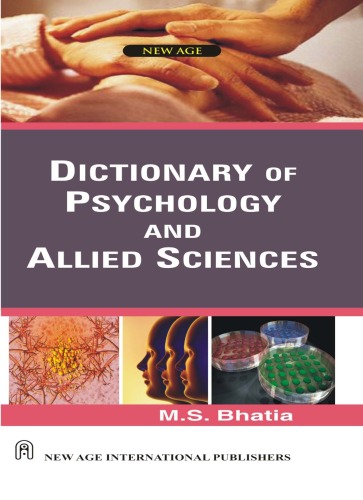 NEW AGE
DICTIONARY OF
PSYCHOLOGY
AND
ALLIED SCIENCES
M.S. Bhatia
NEW AGE INTERNATIONAL PUBLISHERS